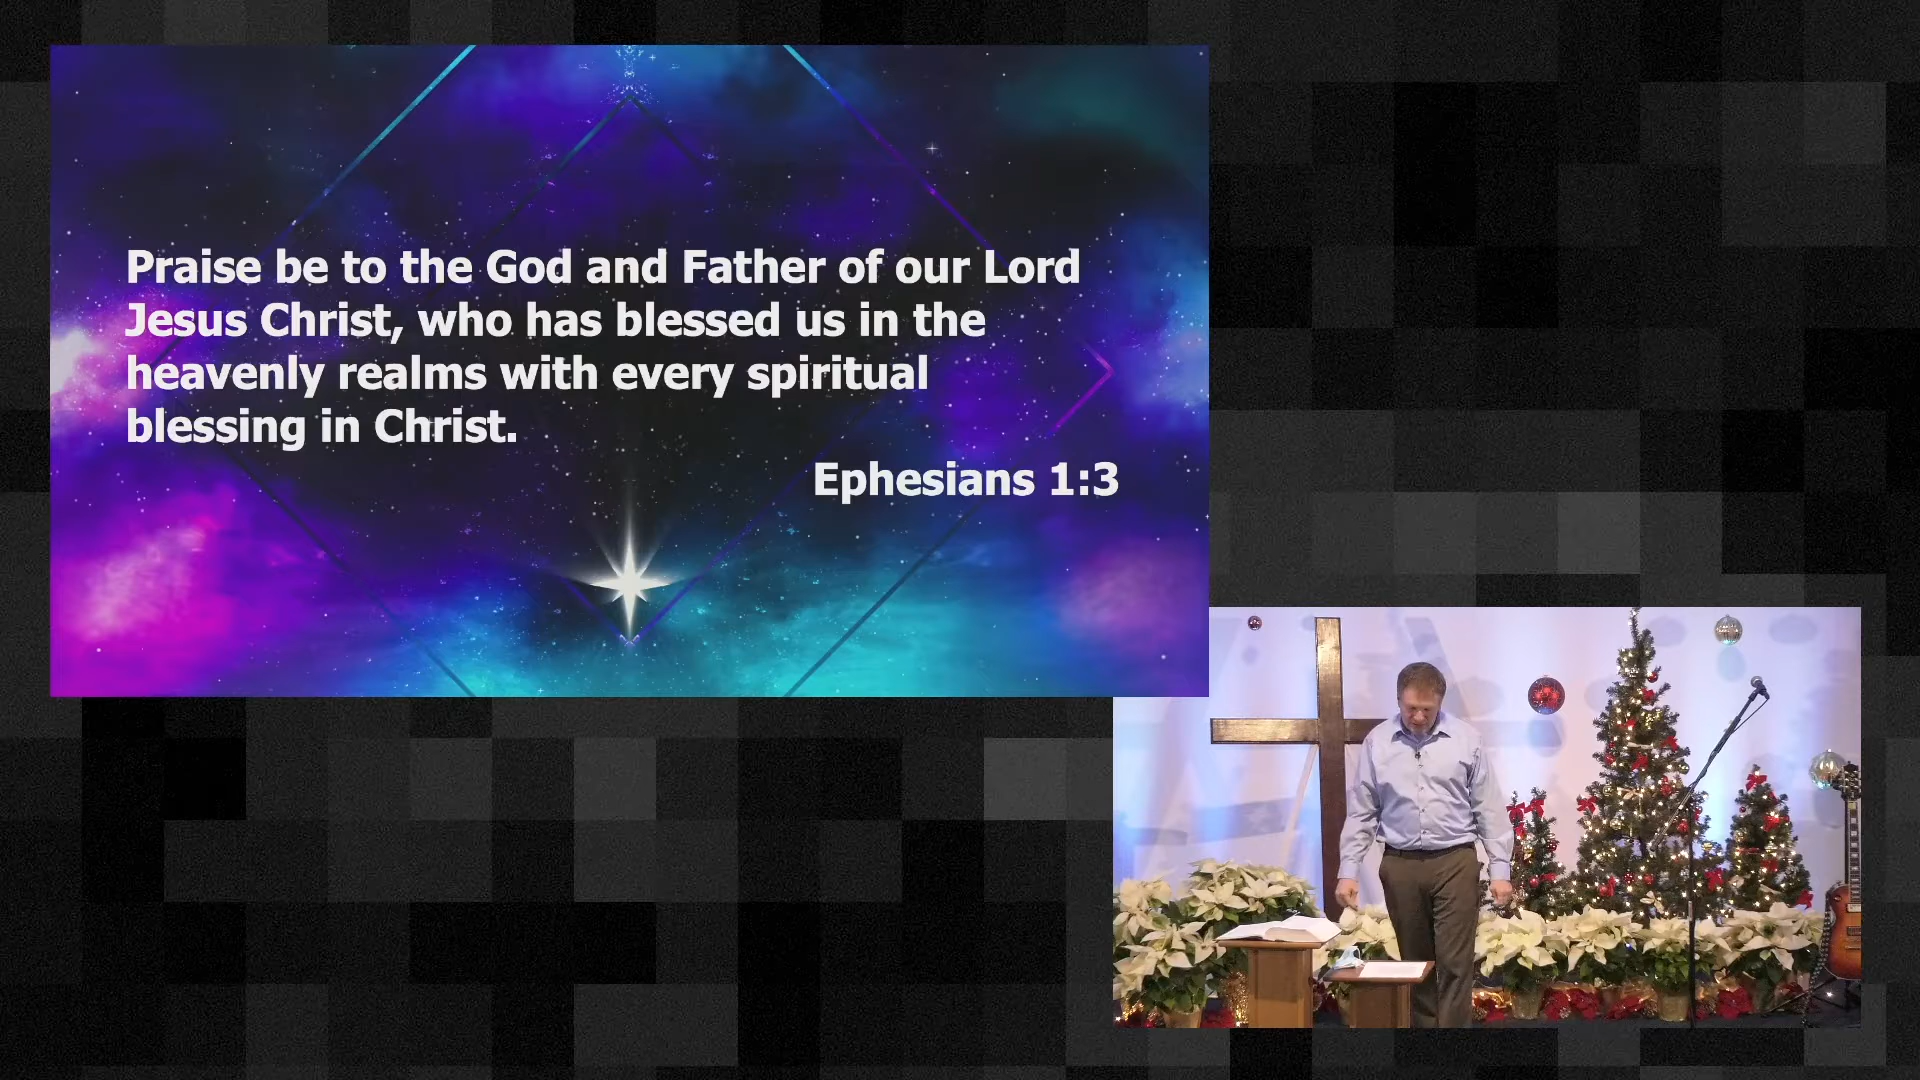 Praise be to the God and Father of our Lord
Jesus Christ, who has blessed us in the
heavenly realms with every spiritual
blessing in Christ.
Ephesians 1:3